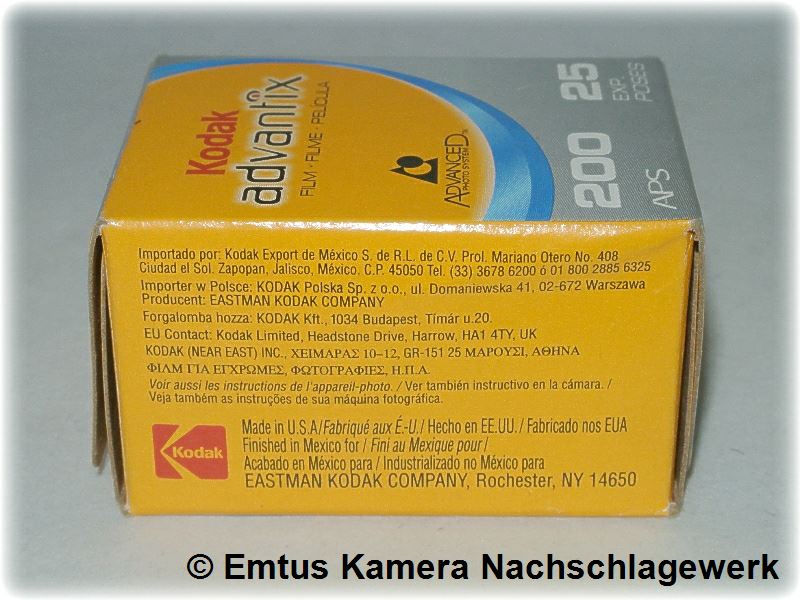 Kodak
advantix
FILM · FILME · PELÍCULA
ADVANCED
PHOTO SYSTEM™
200 25
EXP.
POSES
APS
Importado por: Kodak Export de México S. de R.L. de C.V. Prol. Mariano Otero No. 408
Ciudad el Sol, Zapopan, Jalisco, México, C.P. 45050 Tel. (33) 3678 6200 ó 01 800 2885 6325
Importer w Polsce: KODAK Polska Sp. z o.o., ul. Domaniewska 41, 02-672 Warszawa
Producent: EASTMAN KODAK COMPANY
Forgalomba hozza: KODAK Kft., 1034 Budapest, Tímár u.20.
EU Contact: Kodak Limited, Headstone Drive, Harrow, HA1 4TY, UK
KODAK (NEAR EAST) INC., ΧΕΙΜΑΡΑΣ 10-12, GR-151 25 ΜΑΡΟΥΣΙ, ΑΘΗΝΑ
ΦΙΛΜ ΓΙΑ ΕΓΧΡΩΜΕΣ, ΦΩΤΟΓΡΑΦΙΕΣ, Η.Π.Α.
Voir aussi les instructions de l'appareil-photo. / Ver também instructivo en la cámara. /
Veja também as instruções de sua máquina fotográfica.
Kodak
Made in U.S.A/Fabriqué aux É.-U./ Hecho en EE.UU. / Fabricado nos EUA
Finished in Mexico for / Fini au Mexique pour /
Acabado en México para / Industrializado no México para
EASTMAN KODAK COMPANY, Rochester, NY 14650
© Emtus Kamera Nachschlagewerk